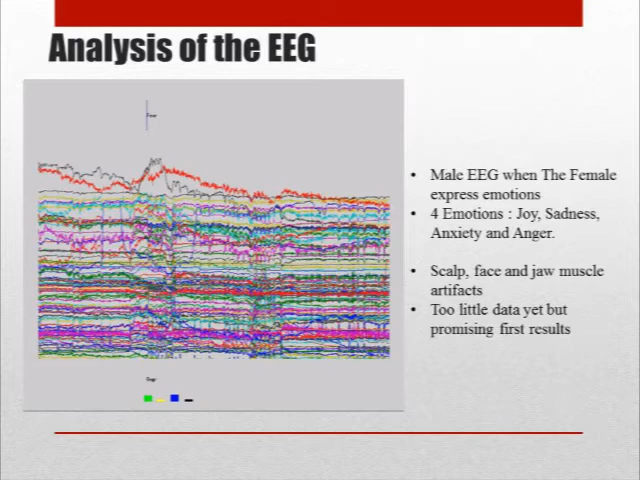 Analysis of the EEG
Fear
• Male EEG when The Female
express emotions
• 4 Emotions : Joy, Sadness,
Anxiety and Anger.
• Scalp, face and jaw muscle
artifacts
• Too little data yet but
promising first results